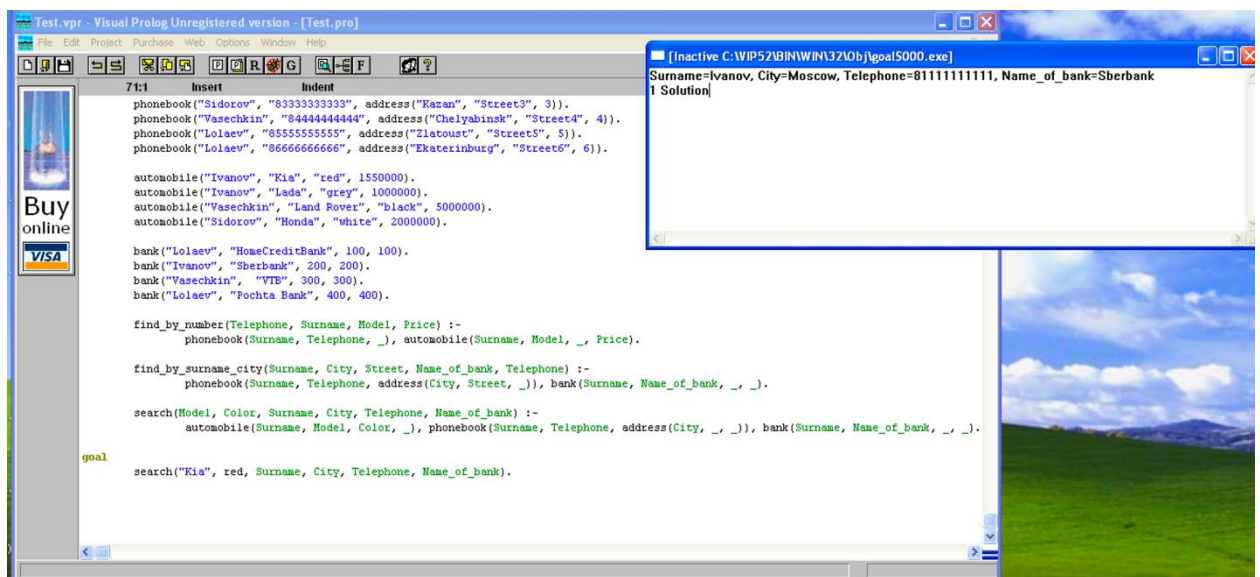 Test.vpr - Visual Prolog Unregistered version - [Test.pro]
File Edit Project Purchase Web Options Window Help
R G F
71:1 Insert Indent
phonebook("Sidorov", "83333333333", address("Kazan", "Street3", 3)).
phonebook("Vasechkin", "84444444444", address("Chelyabinsk", "Street4", 4)).
phonebook("Lolaev", "85555555555", address("Zlatoust", "Street5", 5)).
phonebook("Lolaev", "86666666666", address("Ekaterinburg", "Street6", 6)).
automobile("Ivanov", "Kia", "red", 1550000).
automobile("Ivanov", "Lada", "grey", 1000000).
automobile("Vasechkin", "Land Rover", "black", 5000000).
automobile("Sidorov", "Honda", "white", 2000000).
bank("Lolaev", "HomeCreditBank", 100, 100).
bank("Ivanov", "Sberbank", 200, 200).
bank("Vasechkin", "VTB", 300, 300).
bank("Lolaev", "Pochta Bank", 400, 400).
find_by_number(Telephone, Surname, Model, Price) :-
phonebook(Surname, Telephone, _), automobile(Surname, Model, _, Price).
find_by_surname_city(Surname, City, Street, Name_of_bank, Telephone) :-
phonebook(Surname, Telephone, address(City, Street, _)), bank(Surname, Name_of_bank, _, _).
search(Model, Color, Surname, City, Telephone, Name_of_bank) :-
automobile(Surname, Model, Color, _), phonebook(Surname, Telephone, address(City, _, _)), bank(Surname, Name_of_bank, _, _).
goal
search("Kia", red, Surname, City, Telephone, Name_of_bank).
Buy
online
VISA
[Inactive C:\WIP52\BIN\WIN\32\Obj\goal$000.exe]
Surname=Ivanov, City=Moscow, Telephone=81111111111, Name_of_bank=Sberbank
1 Solution